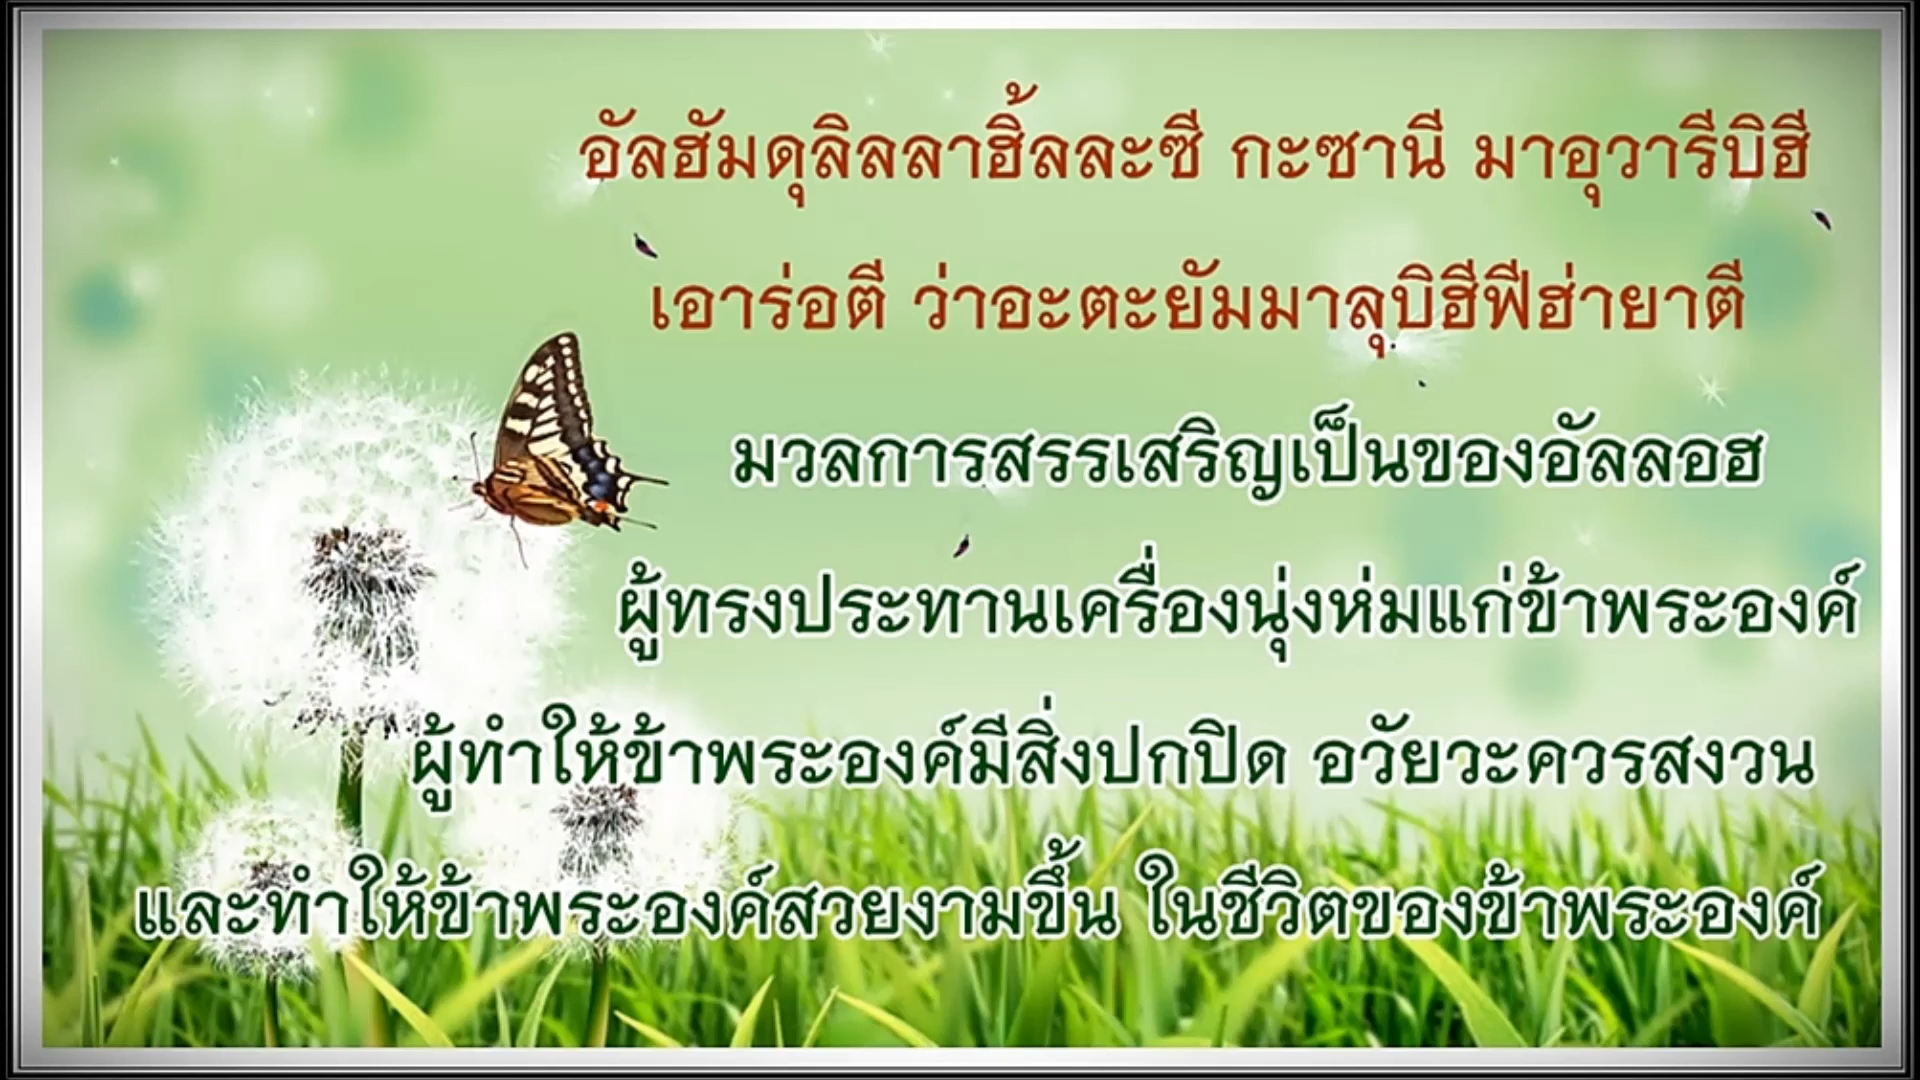 อัลฮัมดุลิลลาฮิ้ลละซี กะซานี มาอุวารีบิฮี
เอาร่อตี ว่าอะตะยัมมาลุบิฮีฟีฮ่ายาตี
มวลการสรรเสริญเป็นของอัลลอฮ
ผู้ทรงประทานเครื่องนุ่งห่มแก่ข้าพระองค์
ผู้ทำให้ข้าพระองค์มีสิ่งปกปิด อวัยวะควรสงวน
และทำให้ข้าพระองค์สวยงามขึ้น ในชีวิตของข้าพระองค์